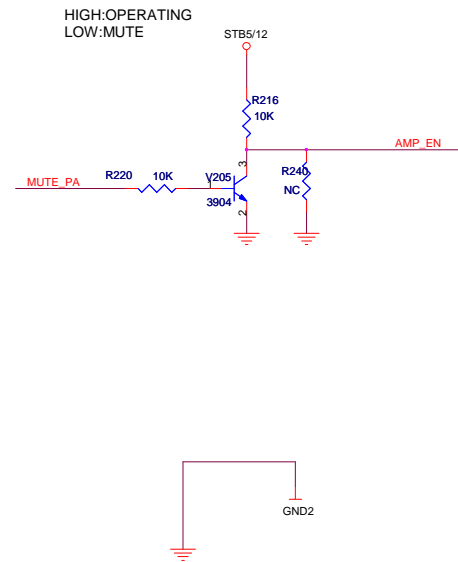 HIGH:OPERATING
LOW:MUTE
STB5/12
R216
10K
AMP_EN
3
R240
NC
R220 10K
V205
1
MUTE_PA
3904
2
GND2